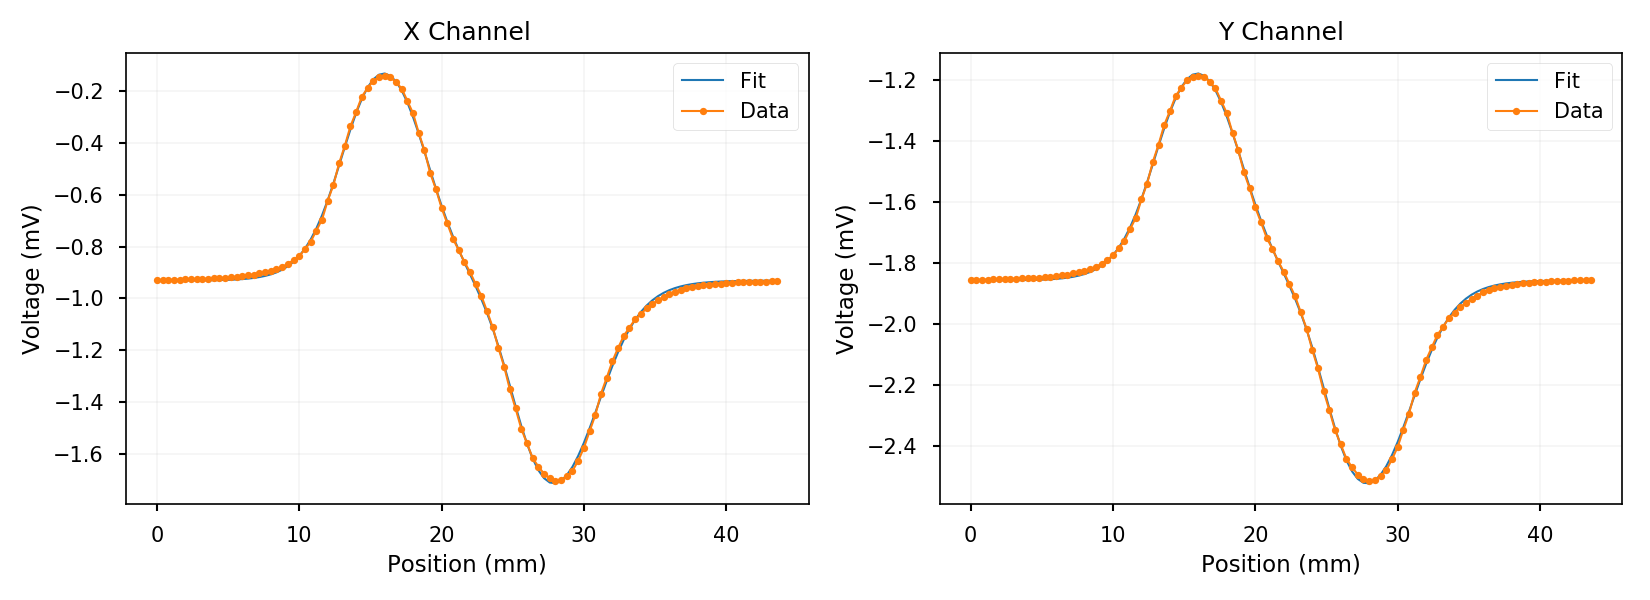 X Channel
Voltage (mV)
−0.2
−0.4
−0.6
−0.8
−1.0
−1.2
−1.4
−1.6
0 10 20 30 40
Position (mm)
Fit
Data
Y Channel
Voltage (mV)
−1.2
−1.4
−1.6
−1.8
−2.0
−2.2
−2.4
0 10 20 30 40
Position (mm)
Fit
Data